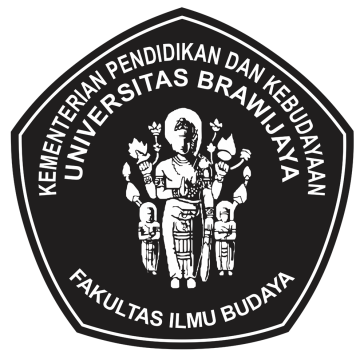 KEMENTERIAN PENDIDIKAN DAN KEBUDAYAAN
UNIVERSITAS BRAWIJAYA
FAKULTAS ILMU BUDAYA